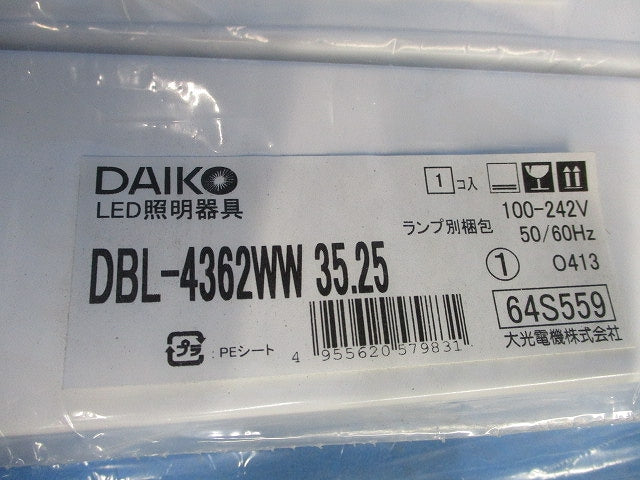 DAIKO
LED照明器具
1コ入
ランプ別梱包
100-242V
50/60Hz
DBL-4362WW 35.25
1 O413
64S559
大光電機株式会社
プラ : PEシート
4 955620 579831